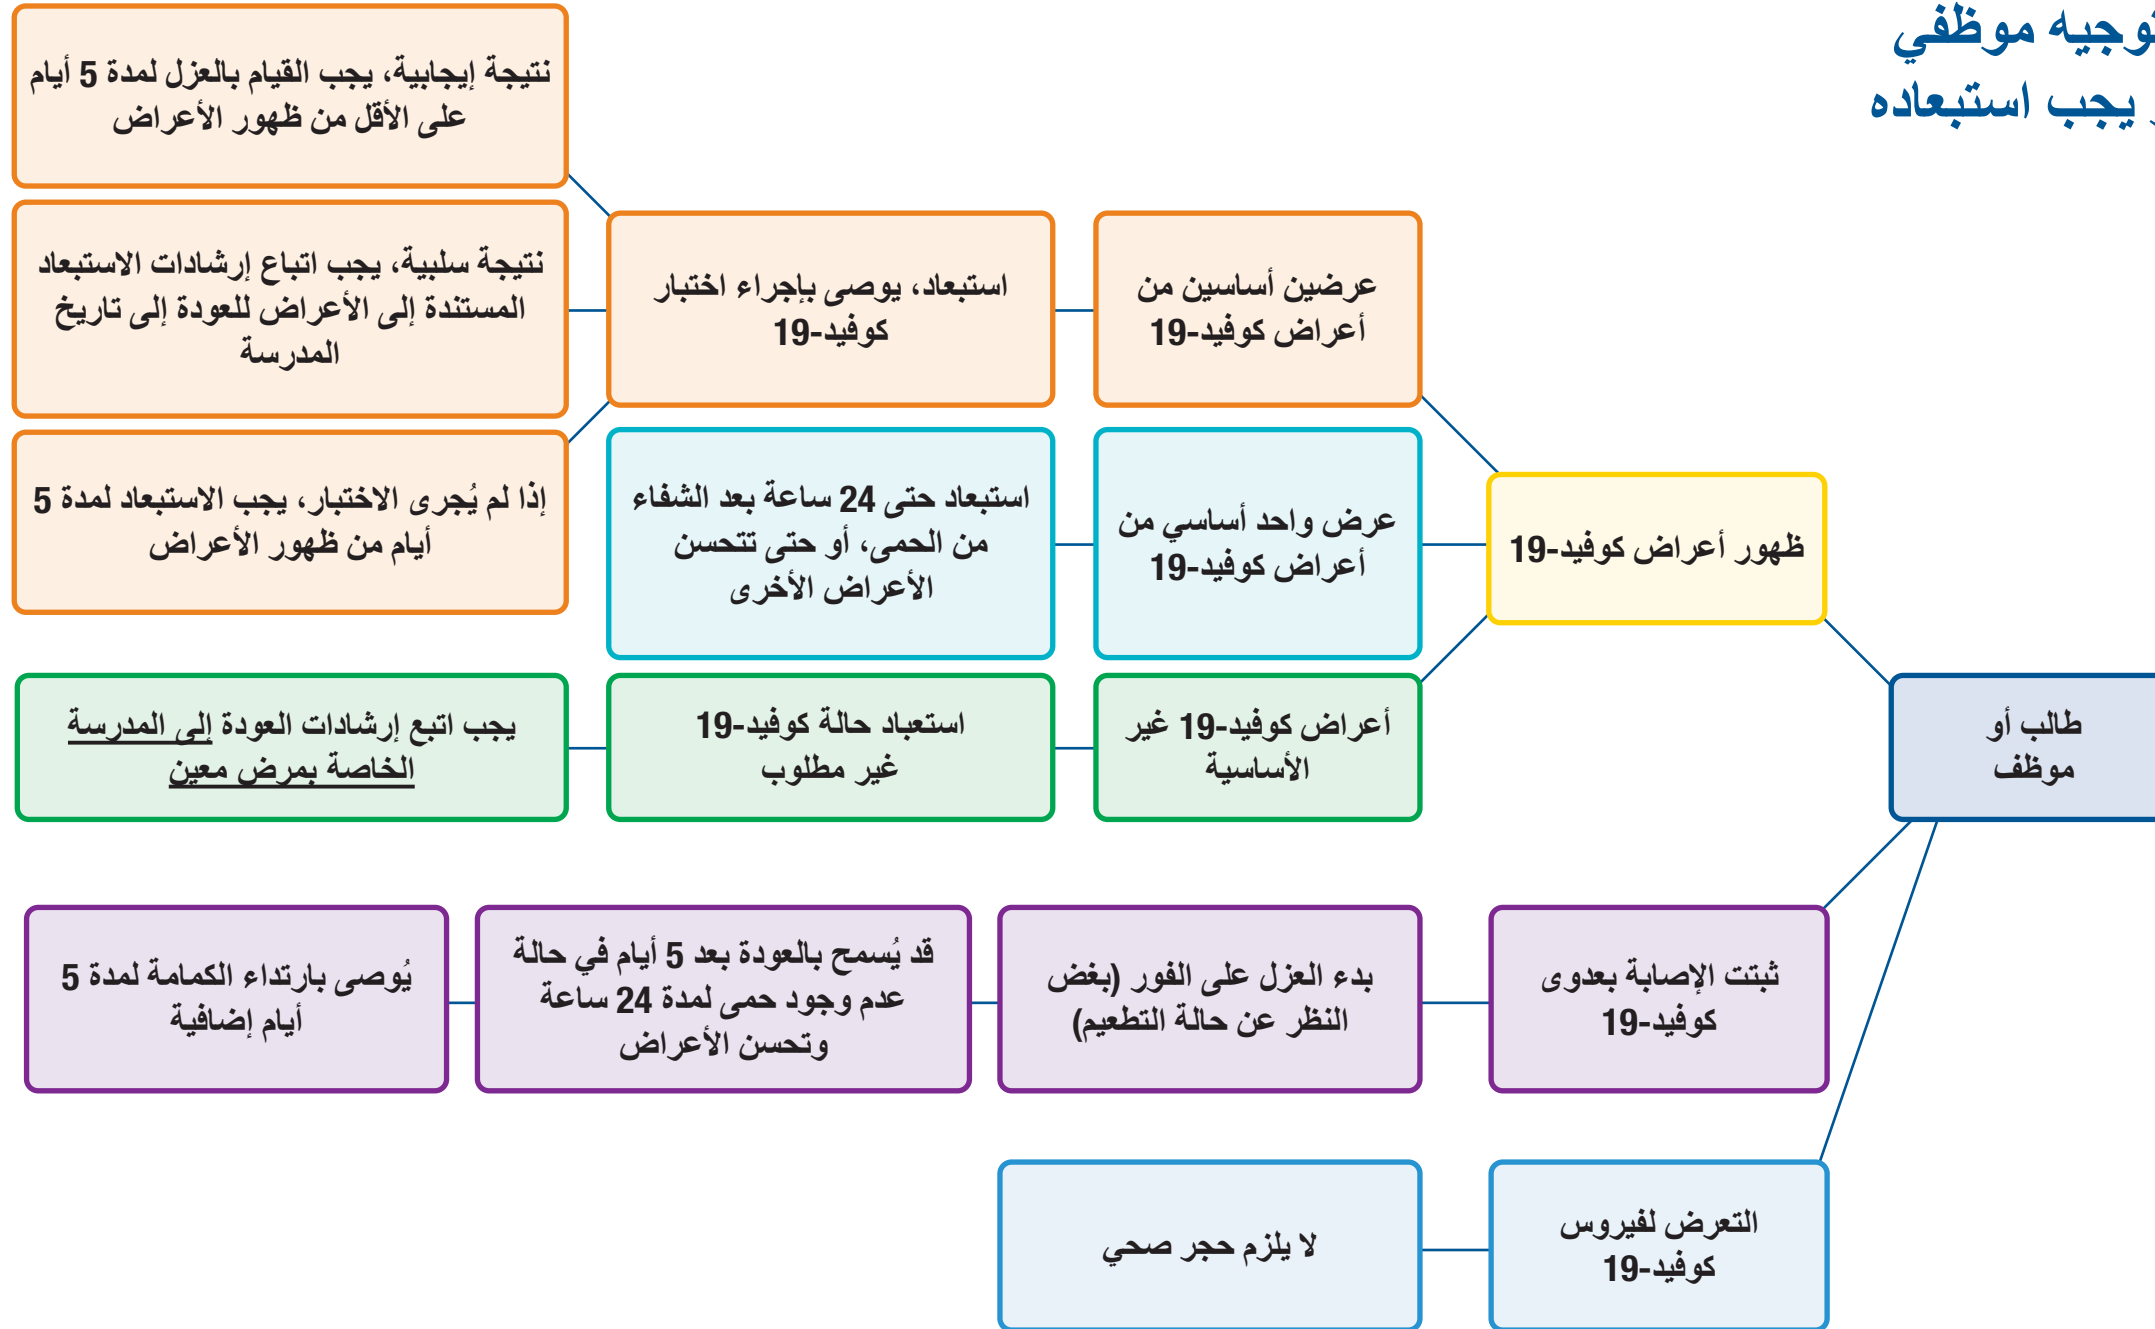 موظفي
يجب استبعاده
طالب أو
موظف
ظهور أعراض كوفيد-19
عرضين أساسين من
أعراض كوفيد-19
استبعاد، يوصى بإجراء اختبار
كوفيد-19
نتيجة إيجابية، يجب القيام بالعزل لمدة 5 أيام
على الأقل من ظهور الأعراض
نتيجة سلبية، يجب اتباع إرشادات الاستبعاد
المستندة إلى الأعراض للعودة إلى تاريخ
المدرسة
إذا لم يُجرى الاختبار، يجب الاستبعاد لمدة 5
أيام من ظهور الأعراض
عرض واحد أساسي من
أعراض كوفيد-19
استبعاد حتى 24 ساعة بعد الشفاء
من الحمى، أو حتى تتحسن
الأعراض الأخرى
أعراض كوفيد-19 غير
الأساسية
استعباد حالة كوفيد-19
غير مطلوب
يجب اتبع إرشادات العودة إلى المدرسة
الخاصة بمرض معين
ثبتت الإصابة بعدوى
كوفيد-19
بدء العزل على الفور (بغض
النظر عن حالة التطعيم)
قد يُسمح بالعودة بعد 5 أيام في حالة
عدم وجود حمى لمدة 24 ساعة
وتحسن الأعراض
يُوصى بارتداء الكمامة لمدة 5
أيام إضافية
التعرض لفيروس
كوفيد-19
لا يلزم حجر صحي